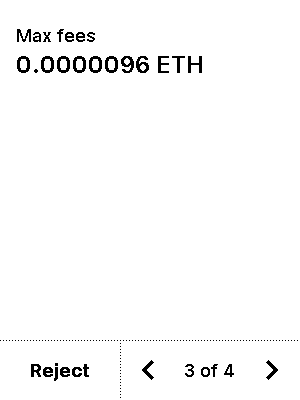 Max fees
0.0000096 ETH
Reject
3 of 4